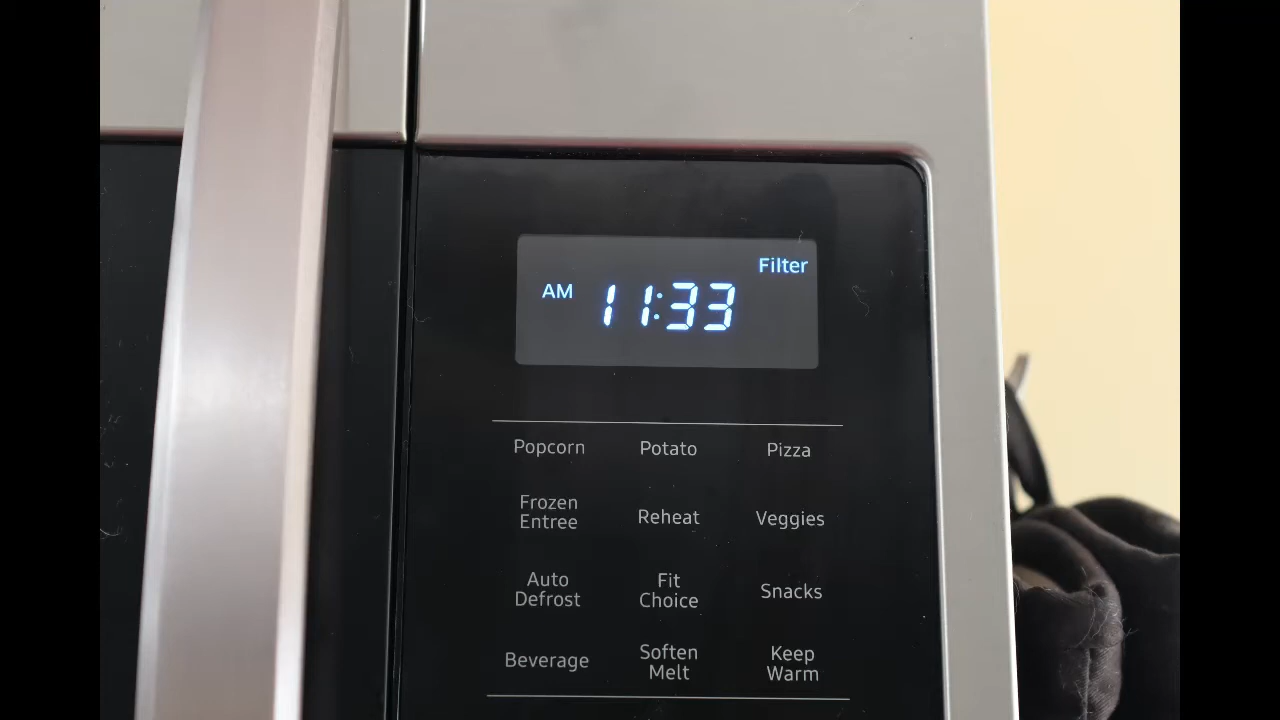 Filter
AM 11:33
Popcorn Potato Pizza
Frozen Entree Reheat Veggies
Auto Defrost Fit Choice Snacks
Beverage Soften Melt Keep Warm